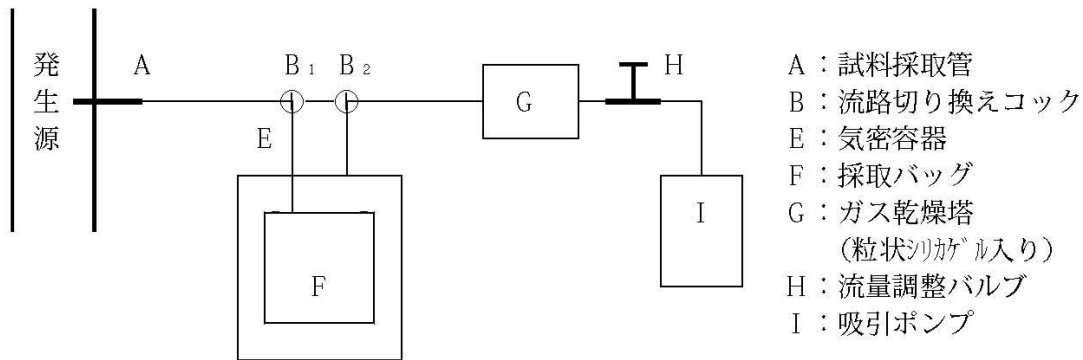 発生源
A
B₁
B₂
G
H
E
I
F
A：試料採取管
B：流路切り換えコック
E：気密容器
F：採取バッグ
G：ガス乾燥塔
（粒状ｼﾘｶｹﾞﾙ入り）
H：流量調整バルブ
I：吸引ポンプ